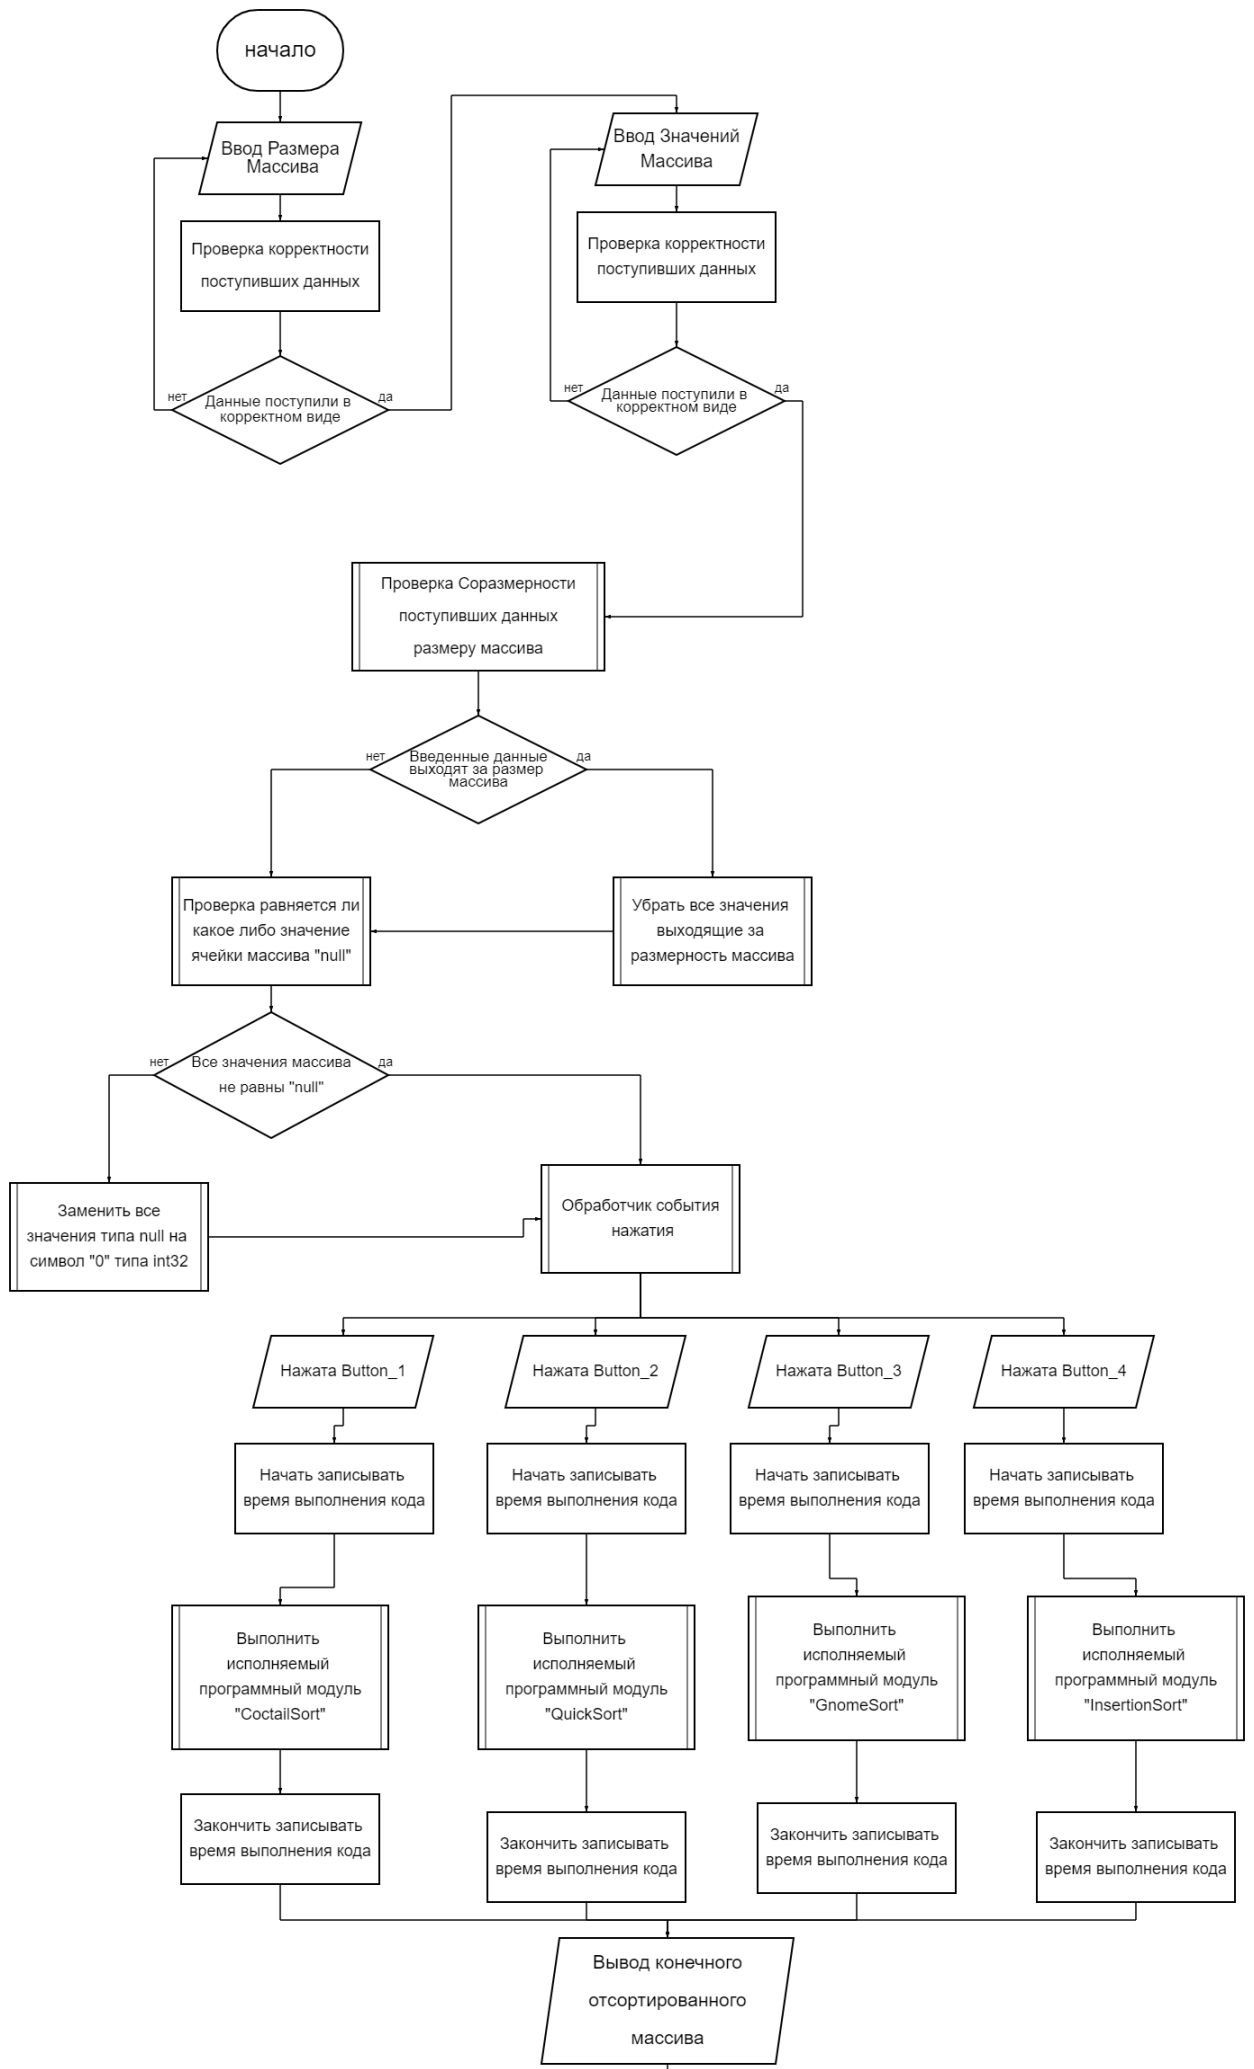 начало
Ввод Размера
Массива
Проверка корректности
поступивших данных
нет
да
Данные поступили в
корректном виде
Ввод Значений
Массива
Проверка корректности
поступивших данных
нет
да
Данные поступили в
корректном виде
Проверка Соразмерности
поступивших данных
размеру массива
нет
да
Введенные данные
выходят за размер
массива
Проверка равняется ли
какое либо значение
ячейки массива "null"
Убрать все значения
выходящие за
размерность массива
нет
да
Все значения массива
не равны "null"
Заменить все
значения типа null на
символ "0" типа int32
Обработчик события
нажатия
Нажата Button_1
Нажата Button_2
Нажата Button_3
Нажата Button_4
Начать записывать
время выполнения кода
Начать записывать
время выполнения кода
Начать записывать
время выполнения кода
Начать записывать
время выполнения кода
Выполнить
исполняемый
программный модуль
"CoctailSort"
Выполнить
исполняемый
программный модуль
"QuickSort"
Выполнить
исполняемый
программный модуль
"GnomeSort"
Выполнить
исполняемый
программный модуль
"InsertionSort"
Закончить записывать
время выполнения кода
Закончить записывать
время выполнения кода
Закончить записывать
время выполнения кода
Закончить записывать
время выполнения кода
Вывод конечного
отсортированного
массива